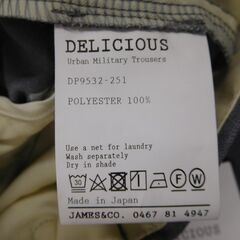 DELICIOUS
Urban Military Trousers
DP9532-251
POLYESTER 100%
Use a net for laundry
Wash separately
Dry in shade
30
P
W
Made in Japan
JAMES&CO. 0467 81 4947
DELICIOUS